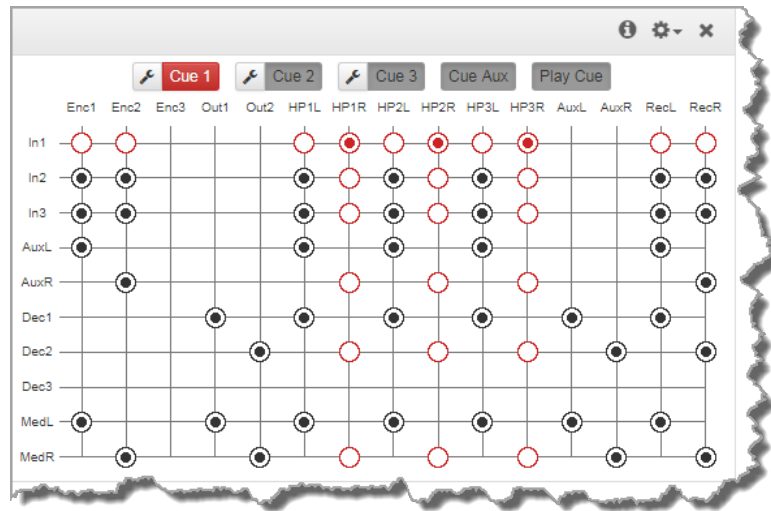 Cue 1 Cue 2 Cue 3 Cue Aux Play Cue
Enc1 Enc2 Enc3 Out1 Out2 HP1L HP1R HP2L HP2R HP3L HP3R AuxL AuxR RecL RecR
In1
In2
In3
AuxL
AuxR
Dec1
Dec2
Dec3
MedL
MedR